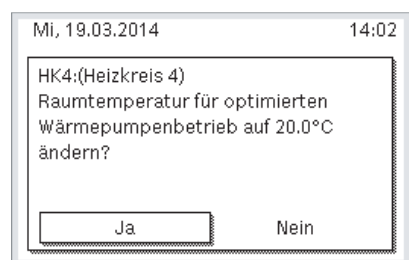 Mi, 19.03.2014 14:02
HK4:(Heizkreis 4)
Raumtemperatur für optimierten
Wärmepumpenbetrieb auf 20.0°C
ändern?
Ja Nein